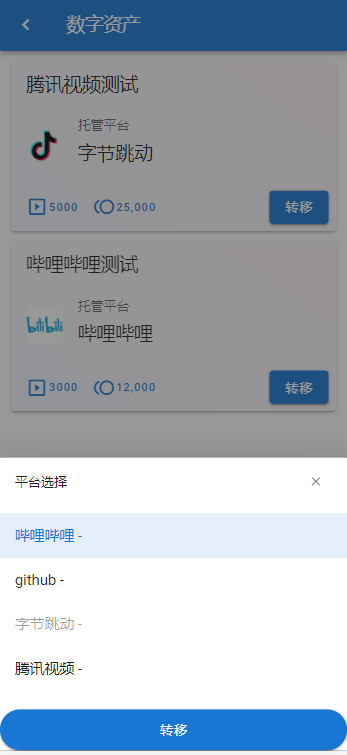 数字资产
腾讯视频测试
托管平台
字节跳动
5000
25,000
转移
哔哩哔哩测试
托管平台
bilibili
哔哩哔哩
3000
12,000
转移
平台选择
哔哩哔哩 -
github -
字节跳动 -
腾讯视频 -
转移